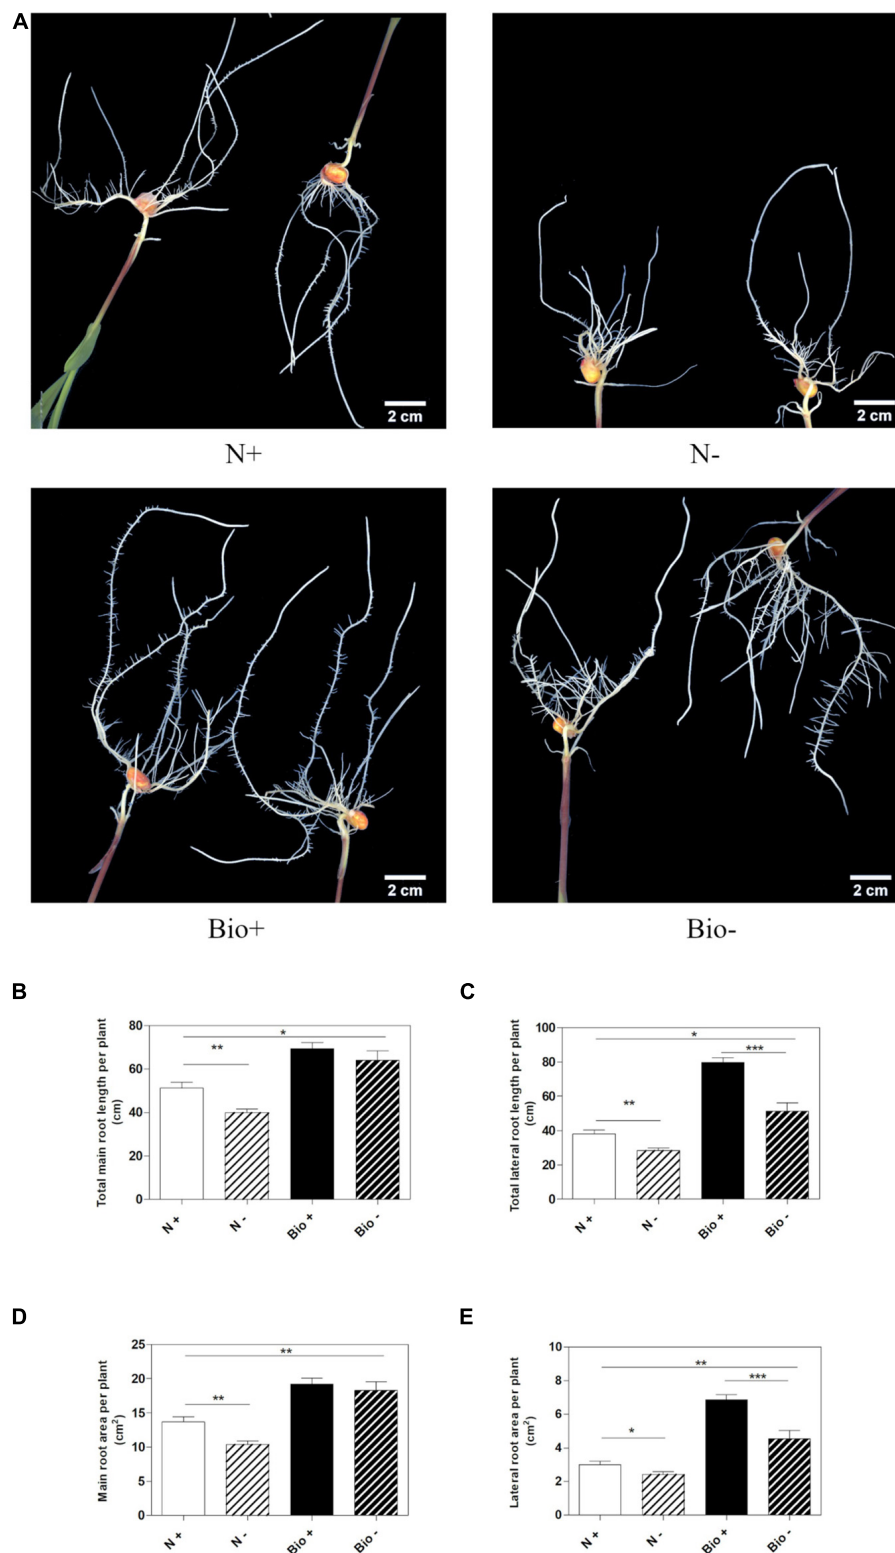 A
2 cm
2 cm
N+
N-
2 cm
2 cm
Bio+
Bio-
B
C
Total main root length per plant
(cm)
80
60
40
20
0
*
**
N +
N -
Bio +
Bio -
Total lateral root length per plant
(cm)
100
80
60
40
20
0
*
***
**
N +
N -
Bio +
Bio -
D
E
Main root area per plant
(cm2)
25
20
15
10
5
0
**
**
N +
N -
Bio +
Bio -
Lateral root area per plant
(cm2)
10
8
6
4
2
0
**
***
*
N +
N -
Bio +
Bio -